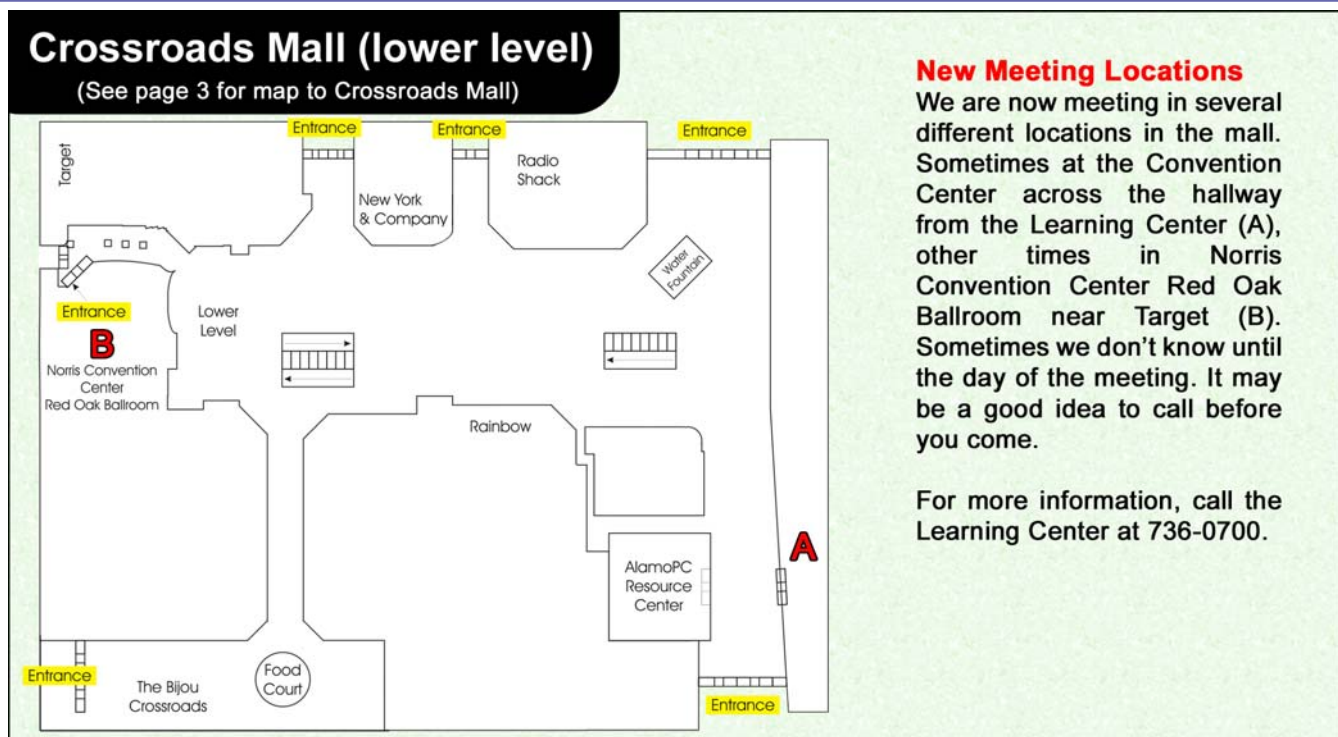 Crossroads Mall (lower level)
(See page 3 for map to Crossroads Mall)
Entrance
Entrance
Entrance
Target
Radio
Shack
New York
& Company
Water
Fountain
Entrance
B
Norris Convention
Center
Red Oak Ballroom
Lower
Level
Rainbow
A
AlamoPC
Resource
Center
Entrance
The Bijou
Crossroads
Food
Court
Entrance
New Meeting Locations
We are now meeting in several
different locations in the mall.
Sometimes at the Convention
Center across the hallway
from the Learning Center (A),
other times in Norris
Convention Center Red Oak
Ballroom near Target (B).
Sometimes we don't know until
the day of the meeting. It may
be a good idea to call before
you come.
For more information, call the
Learning Center at 736-0700.